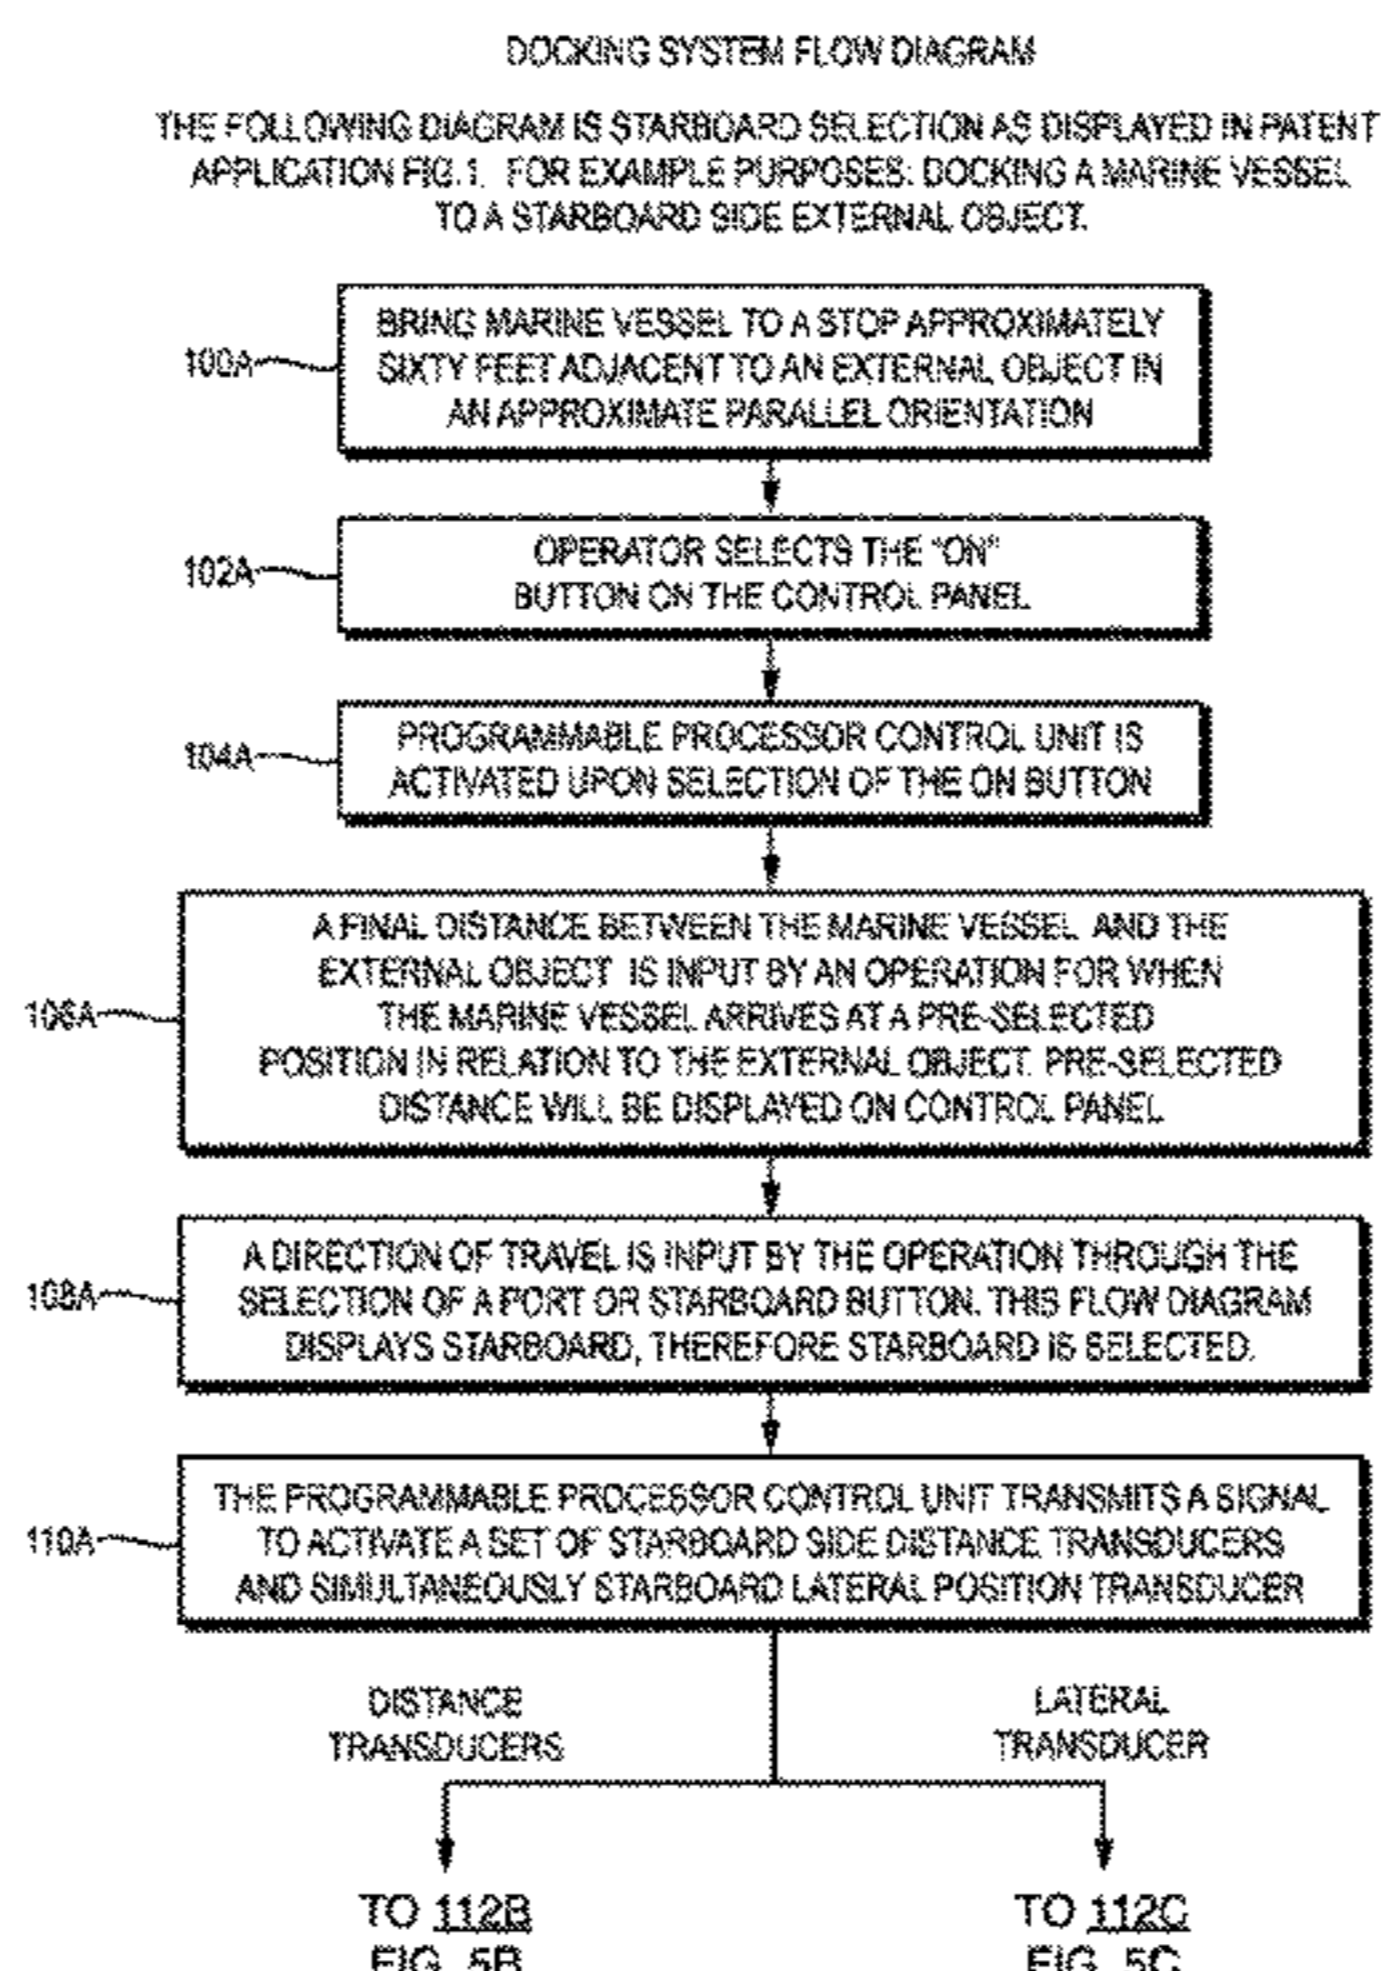 DOCKING SYSTEM FLOW DIAGRAM
THE FOLLOWING DIAGRAM IS STARBOARD SELECTION AS DISPLAYED IN PATENT
APPLICATION FIG.1. FOR EXAMPLE PURPOSES: DOCKING A MARINE VESSEL
TO A STARBOARD SIDE EXTERNAL OBJECT.
100A
BRING MARINE VESSEL TO A STOP APPROXIMATELY
SIXTY FEET ADJACENT TO AN EXTERNAL OBJECT IN
AN APPROXIMATE PARALLEL ORIENTATION
102A
OPERATOR SELECTS THE "ON"
BUTTON ON THE CONTROL PANEL
104A
PROGRAMMABLE PROCESSOR CONTROL UNIT IS
ACTIVATED UPON SELECTION OF THE ON BUTTON
106A
A FINAL DISTANCE BETWEEN THE MARINE VESSEL AND THE
EXTERNAL OBJECT IS INPUT BY AN OPERATION FOR WHEN
THE MARINE VESSEL ARRIVES AT A PRE-SELECTED
POSITION IN RELATION TO THE EXTERNAL OBJECT. PRE-SELECTED
DISTANCE WILL BE DISPLAYED ON CONTROL PANEL
108A
A DIRECTION OF TRAVEL IS INPUT BY THE OPERATION THROUGH THE
SELECTION OF A PORT OR STARBOARD BUTTON. THIS FLOW DIAGRAM
DISPLAYS STARBOARD, THEREFORE STARBOARD IS SELECTED.
110A
THE PROGRAMMABLE PROCESSOR CONTROL UNIT TRANSMITS A SIGNAL
TO ACTIVATE A SET OF STARBOARD SIDE DISTANCE TRANSDUCERS
AND SIMULTANEOUSLY STARBOARD LATERAL POSITION TRANSDUCER
DISTANCE
TRANSDUCERS
LATERAL
TRANSDUCER
TO 112B
FIG. 5B
TO 112C
FIG. 5C